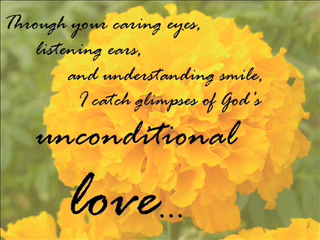 Through your caring eyes,
listening ears,
and understanding smile,
I catch glimpses of God's
unconditional
love...